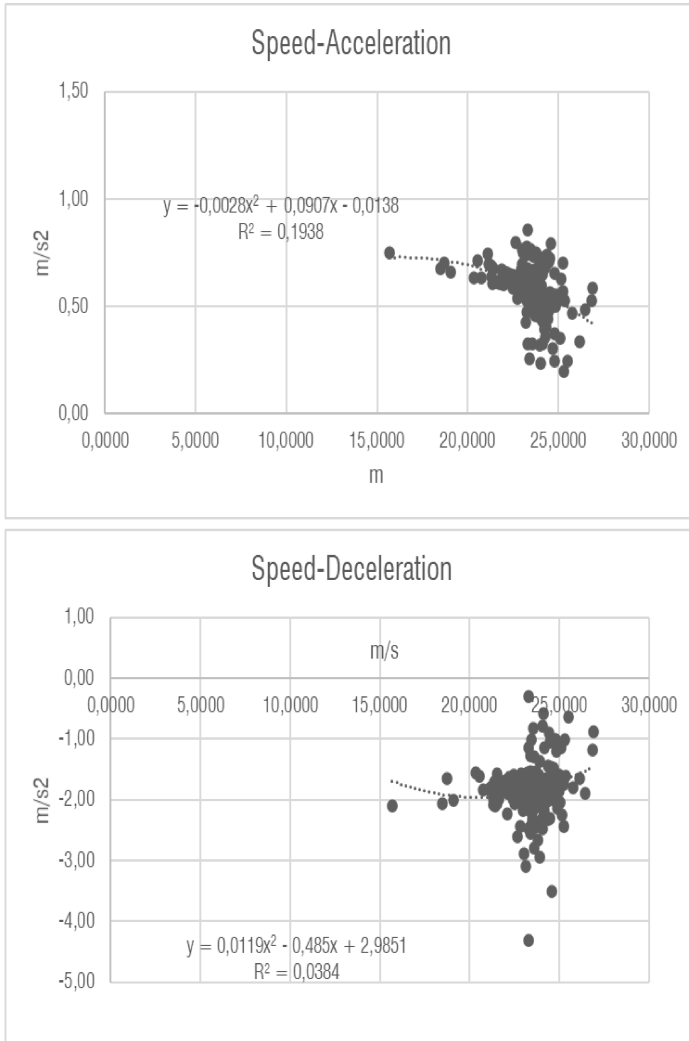 Speed-Acceleration
1,50
y = -0,0028x² + 0,0907x - 0,0138
R² = 0,1938
1,00
m/s2
0,50
0,00
0,0000 5,0000 10,0000 15,0000 20,0000 25,0000 30,0000
m
Speed-Deceleration
1,00
m/s
0,00
0,0000 5,0000 10,0000 15,0000 20,0000 25,0000 30,0000
-1,00
m/s2
-2,00
-3,00
-4,00
y = 0,0119x² - 0,485x + 2,9851
R² = 0,0384
-5,00